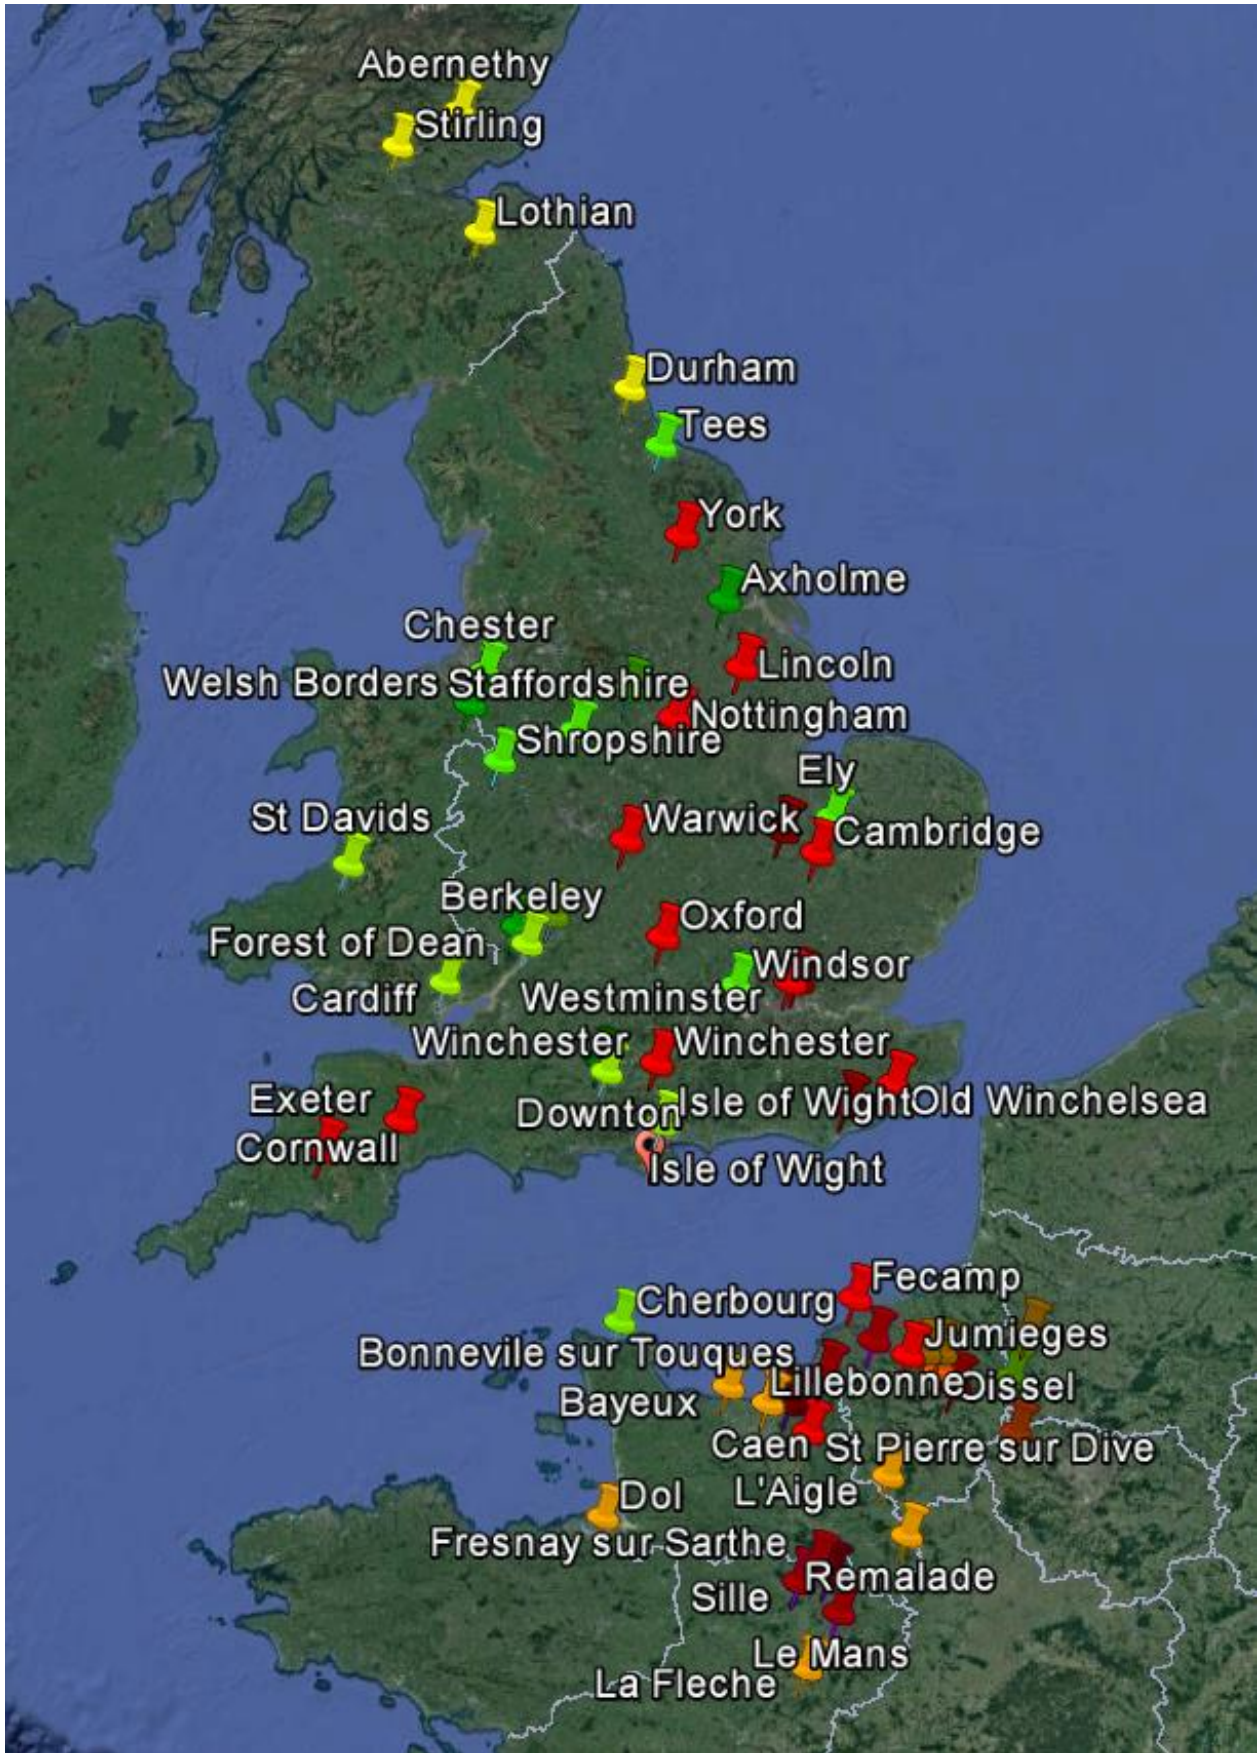 Abernethy
Stirling
Lothian
Durham
Tees
York
Axholme
Chester
Lincoln
Welsh Borders
Staffordshire
Nottingham
Shropshire
Ely
St Davids
Warwick
Cambridge
Berkeley
Oxford
Forest of Dean
Windsor
Cardiff
Westminster
Winchester
Winchester
Exeter
Downton
Isle of Wight
Old Winchelsea
Cornwall
Isle of Wight
Fecamp
Cherbourg
Jumieges
Bonnevile sur Touques
Lillebonne
Oissel
Bayeux
Caen
St Pierre sur Dive
L'Aigle
Dol
Fresnay sur Sarthe
Remalade
Sille
Le Mans
La Fleche